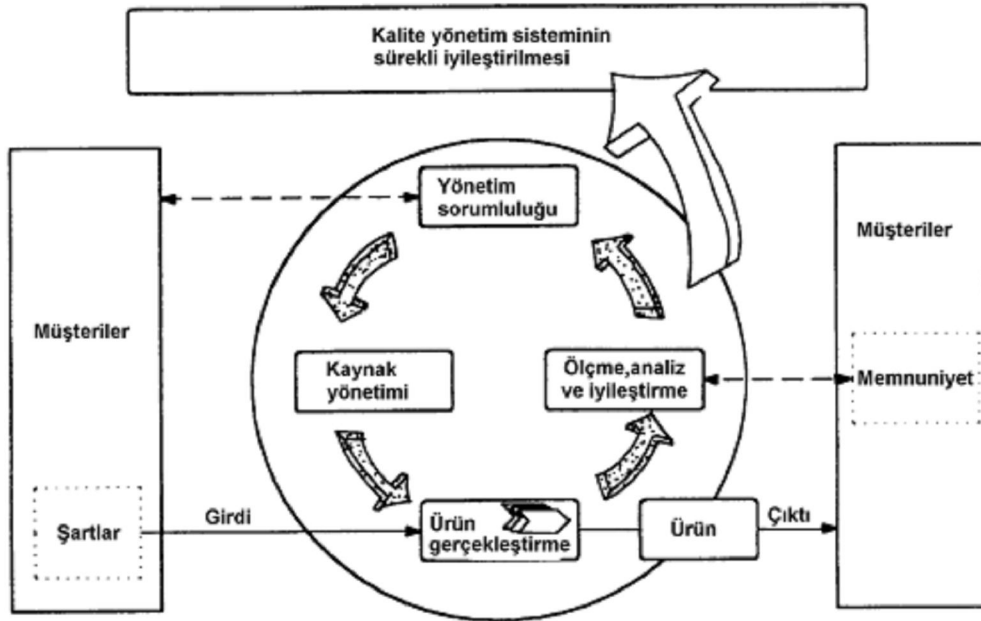 Kalite yönetim sisteminin
sürekli iyileştirilmesi
Yönetim
sorumluluğu
Müşteriler
Müşteriler
Kaynak
yönetimi
Ölçme,analiz
ve iyileştirme
Memnuniyet
Şartlar
Girdi
Ürün
gerçekleştirme
Ürün
Çıktı